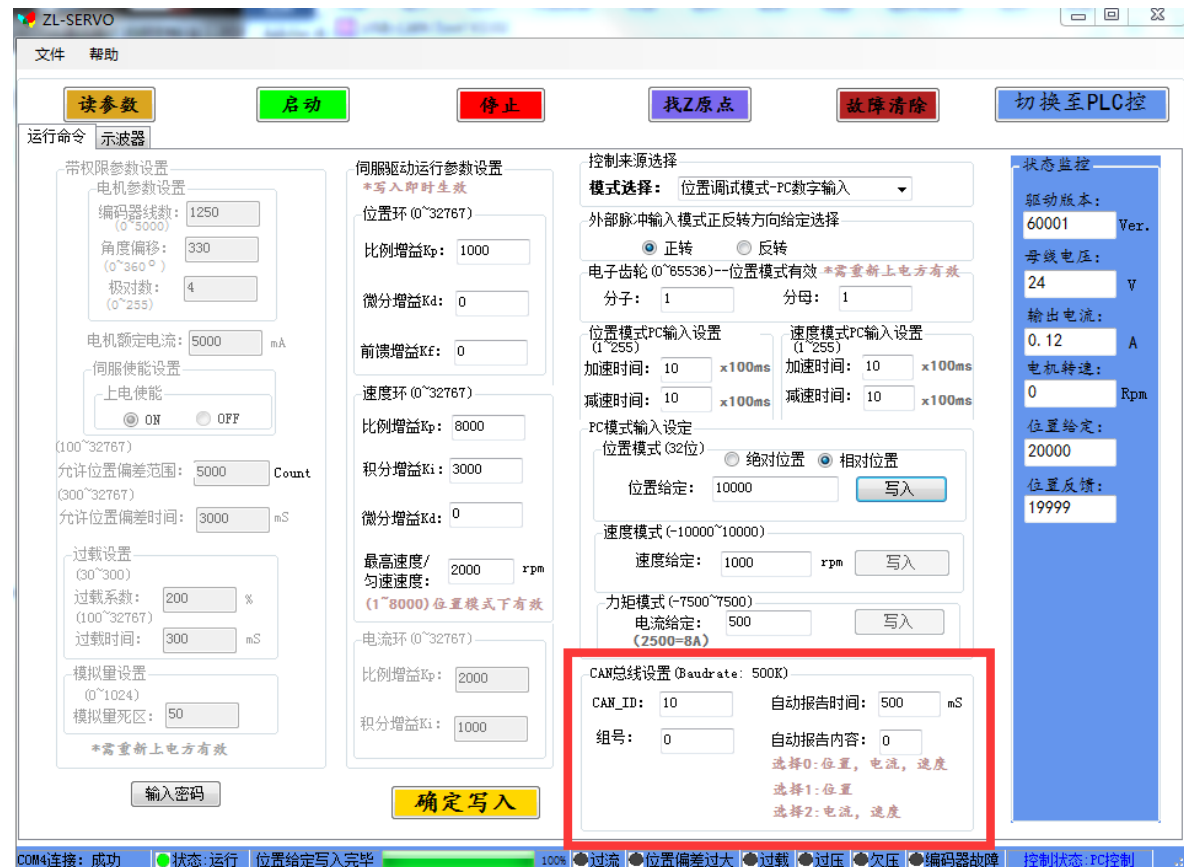 ZL-SERVO
文件 帮助
读参数 启动 停止 找Z原点 故障清除 切换至PLC控
运行命令 示波器
带权限参数设置
电机参数设置
编码器线数: 1250
(0~5000)
角度偏移: 330
(0~360°)
极对数: 4
(0~255)
电机额定电流: 5000 mA
伺服使能设置
上电使能
ON OFF
(100~32767)
允许位置偏差范围: 5000 Count
(300~32767)
允许位置偏差时间: 3000 mS
过载设置
(30~300)
过载系数: 200 %
(100~32767)
过载时间: 300 mS
模拟量设置
(0~1024)
模拟量死区: 50
*需重新上电方有效
输入密码
伺服驱动运行参数设置
*写入即时生效
位置环(0~32767)
比例增益Kp: 1000
微分增益Kd: 0
前馈增益Kf: 0
速度环(0~32767)
比例增益Kp: 8000
积分增益Ki: 3000
微分增益Kd: 0
最高速度/
匀速速度: 2000 rpm
(1~8000)位置模式下有效
电流环(0~32767)
比例增益Kp: 2000
积分增益Ki: 1000
确定写入
控制来源选择
模式选择: 位置调试模式-PC数字输入
外部脉冲输入模式正反转方向给定选择
正转 反转
电子齿轮(0~65536)--位置模式有效 *需重新上电方有效
分子: 1 分母: 1
位置模式PC输入设置
(1~255)
加速时间: 10 x100ms
减速时间: 10 x100ms
速度模式PC输入设置
(1~255)
加速时间: 10 x100ms
减速时间: 10 x100ms
PC模式输入设定
位置模式(32位) 绝对位置 相对位置
位置给定: 10000 写入
速度模式(-10000~10000)
速度给定: 1000 rpm 写入
力矩模式(-7500~7500)
电流给定: 500 写入
(2500=8A)
CAN总线设置(Baudrate: 500K)
CAN_ID: 10 自动报告时间: 500 mS
组号: 0 自动报告内容: 0
选择0:位置, 电流, 速度
选择1:位置
选择2:电流, 速度
状态监控
驱动版本:
60001 Ver.
母线电压:
24 V
输出电流:
0.12 A
电机转速:
0 Rpm
位置给定:
20000
位置反馈:
19999
COM4连接: 成功 状态:运行 位置给定写入完毕 100% 过流 位置偏差过大 过载 过压 欠压 编码器故障 控制状态:PC控制